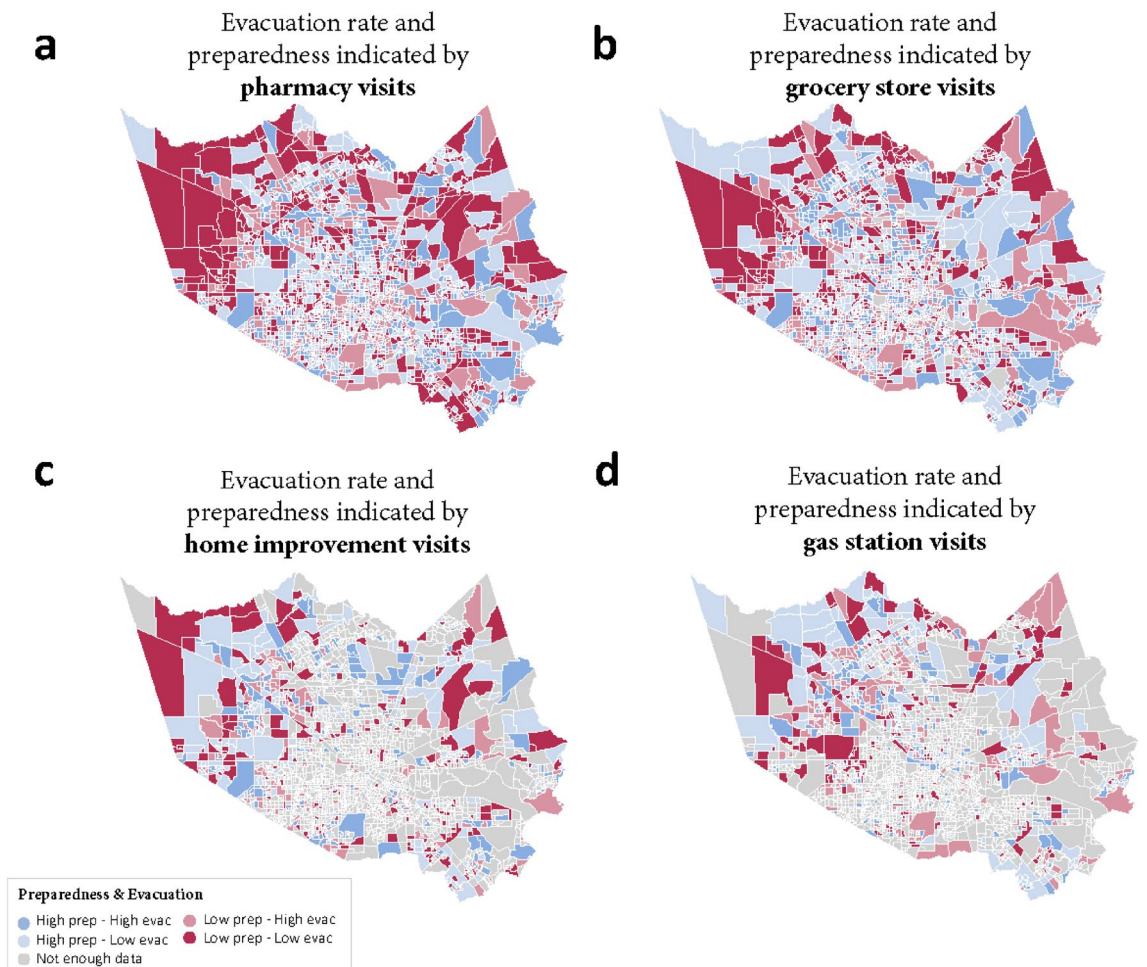 a
Evacuation rate and
preparedness indicated by
pharmacy visits
b
Evacuation rate and
preparedness indicated by
grocery store visits
c
Evacuation rate and
preparedness indicated by
home improvement visits
d
Evacuation rate and
preparedness indicated by
gas station visits
Preparedness & Evacuation
High prep - High evac
Low prep - High evac
High prep - Low evac
Low prep - Low evac
Not enough data